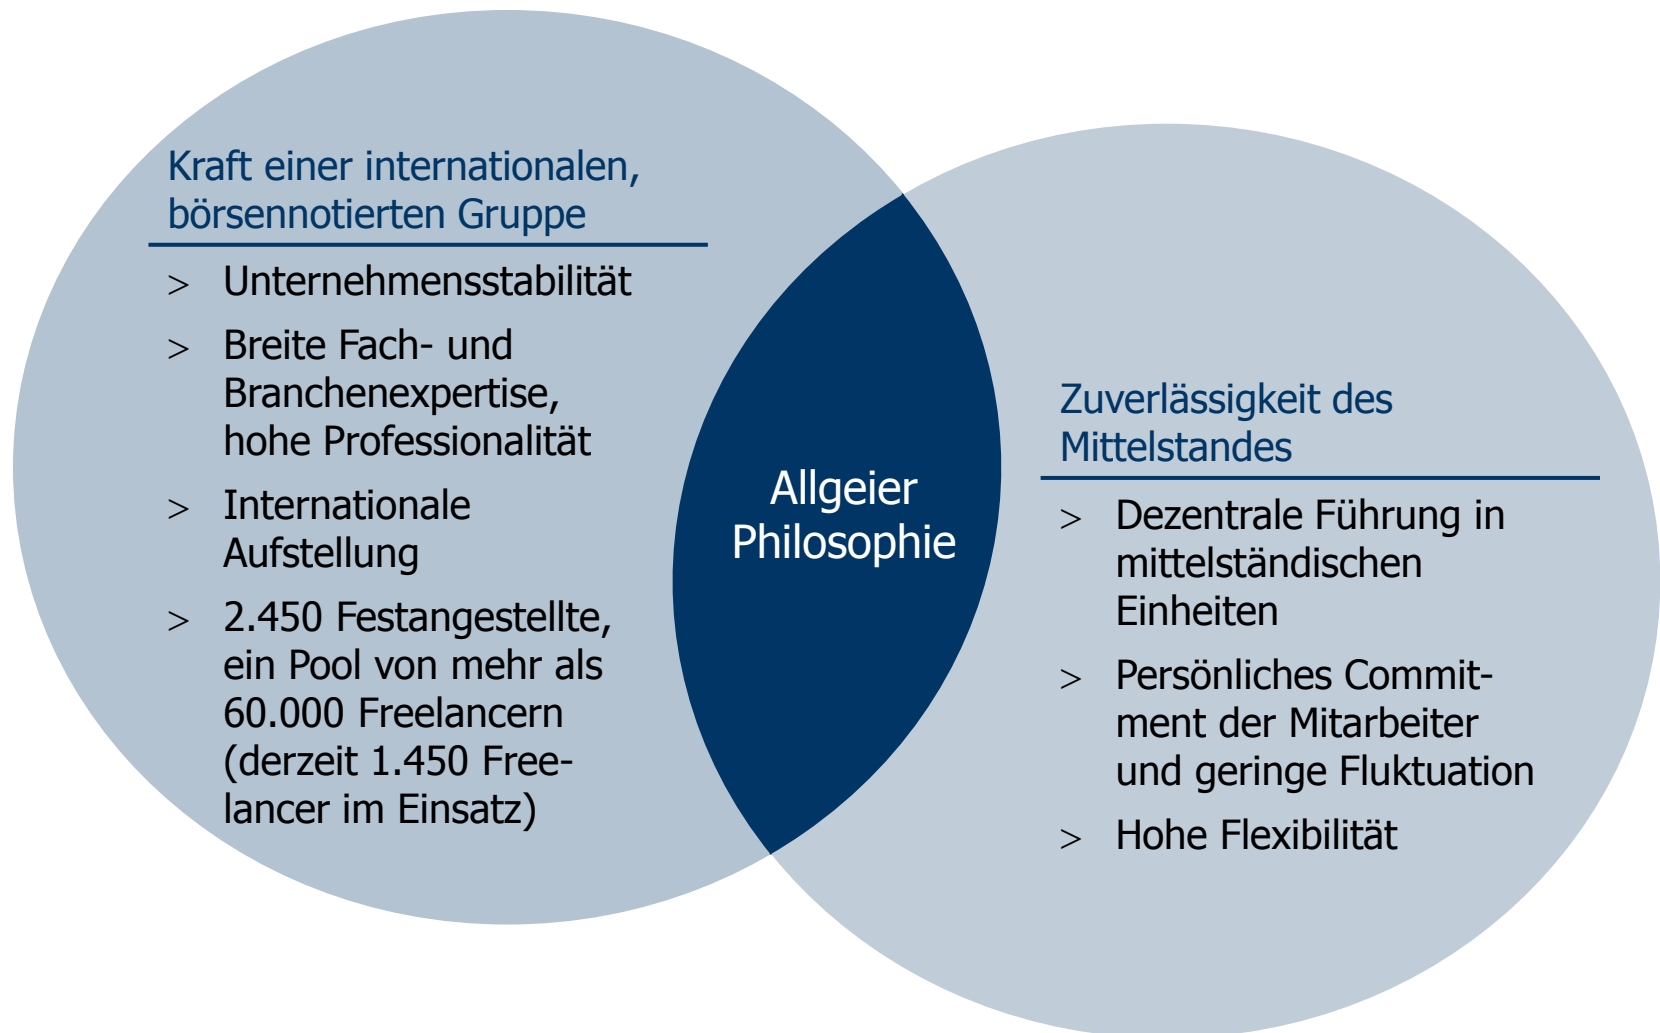 Kraft einer internationalen,
börsennotierten Gruppe
> Unternehmensstabilität
> Breite Fach- und
Branchenexpertise,
hohe Professionalität
> Internationale
Aufstellung
> 2.450 Festangestellte,
ein Pool von mehr als
60.000 Freelancern
(derzeit 1.450 Free-
lancer im Einsatz)
Allgeier
Philosophie
Zuverlässigkeit des
Mittelstandes
> Dezentrale Führung in
mittelständischen
Einheiten
> Persönliches Commit-
ment der Mitarbeiter
und geringe Fluktuation
> Hohe Flexibilität